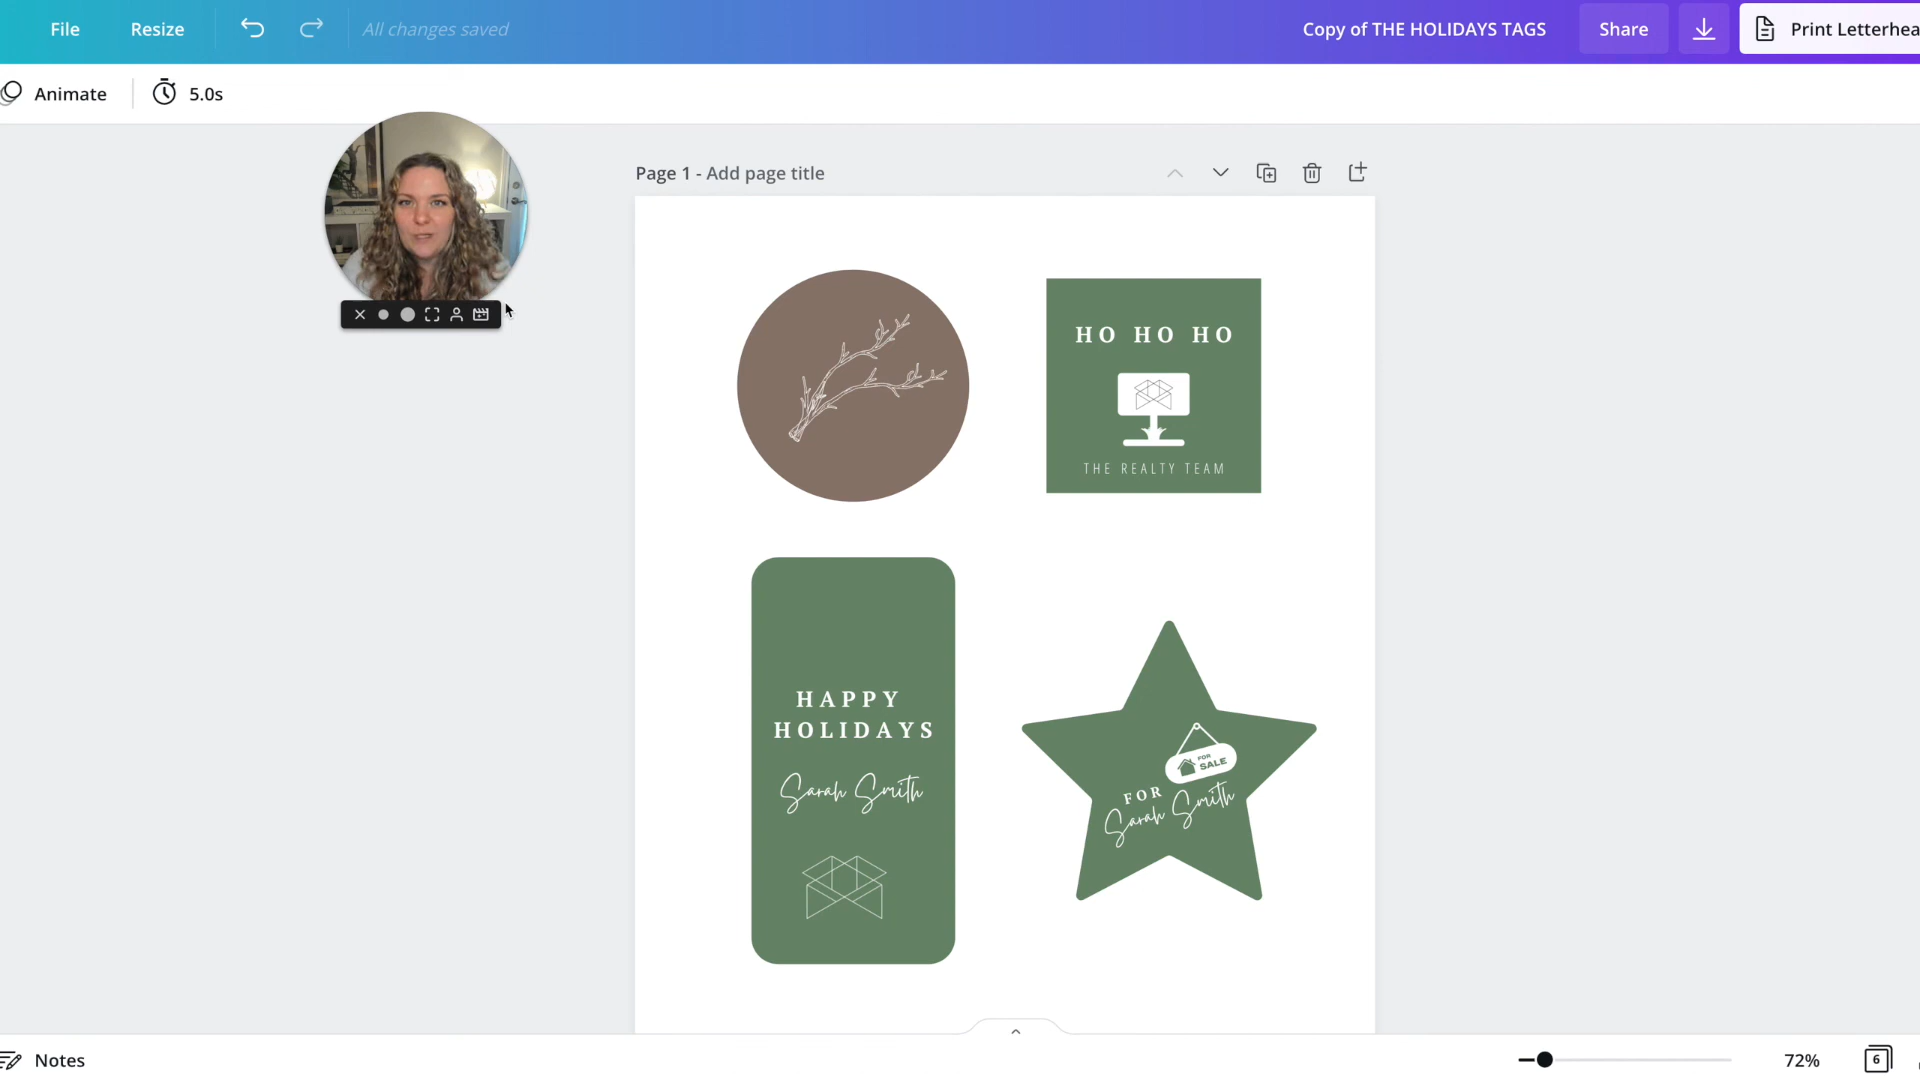 File
Resize
All changes saved
Copy of THE HOLIDAYS TAGS
Share
Print Letterhea
Animate
5.0s
Page 1 - Add page title
HO HO HO
THE REALTY TEAM
HAPPY
HOLIDAYS
Sarah Smith
FOR
SALE
FOR
Sarah Smith
Notes
72%
6